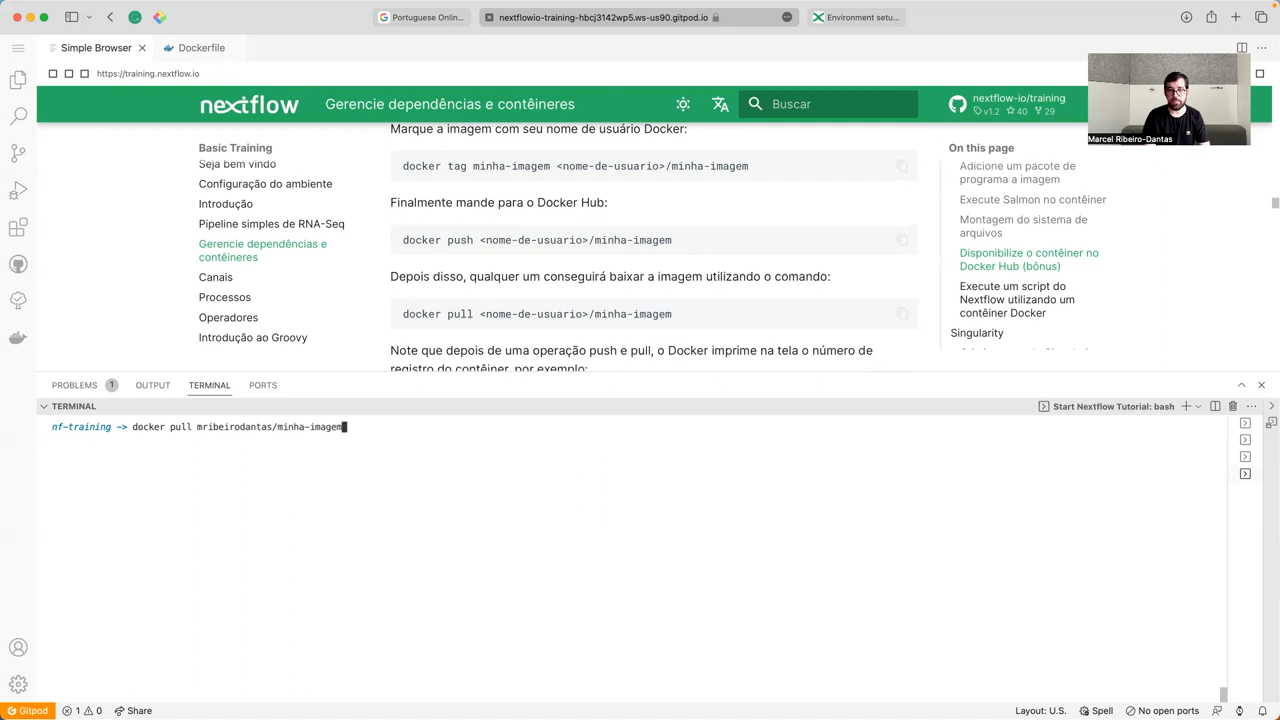 Portuguese Onlin...
nextflowio-training-hbcj3142wp5.ws-us90.gitpod.io
Environment setu...
Simple Browser
Dockerfile
https://training.nextflow.io
nextflow
Gerencie dependências e contêineres
Buscar
nextflow-io/training
v1.2 40 29
Marcel Ribeiro-Dantas
Basic Training
Seja bem vindo
Configuração do ambiente
Introdução
Pipeline simples de RNA-Seq
Gerencie dependências e
contêineres
Canais
Processos
Operadores
Introdução ao Groovy
Marque a imagem com seu nome de usuário Docker:
docker tag minha-imagem <nome-de-usuario>/minha-imagem
Finalmente mande para o Docker Hub:
docker push <nome-de-usuario>/minha-imagem
Depois disso, qualquer um conseguirá baixar a imagem utilizando o comando:
docker pull <nome-de-usuario>/minha-imagem
Note que depois de uma operação push e pull, o Docker imprime na tela o número de
registro do contêiner, por exemplo:
On this page
Adicione um pacote de
programa a imagem
Execute Salmon no contêiner
Montagem do sistema de
arquivos
Disponibilize o contêiner no
Docker Hub (bônus)
Execute um script do
Nextflow utilizando um
contêiner Docker
Singularity
PROBLEMS 1 OUTPUT TERMINAL PORTS
TERMINAL
Start Nextflow Tutorial: bash
nf-training -> docker pull mribeirodantas/minha-imagem
Gitpod 1 0 Share
Layout: U.S. Spell No open ports